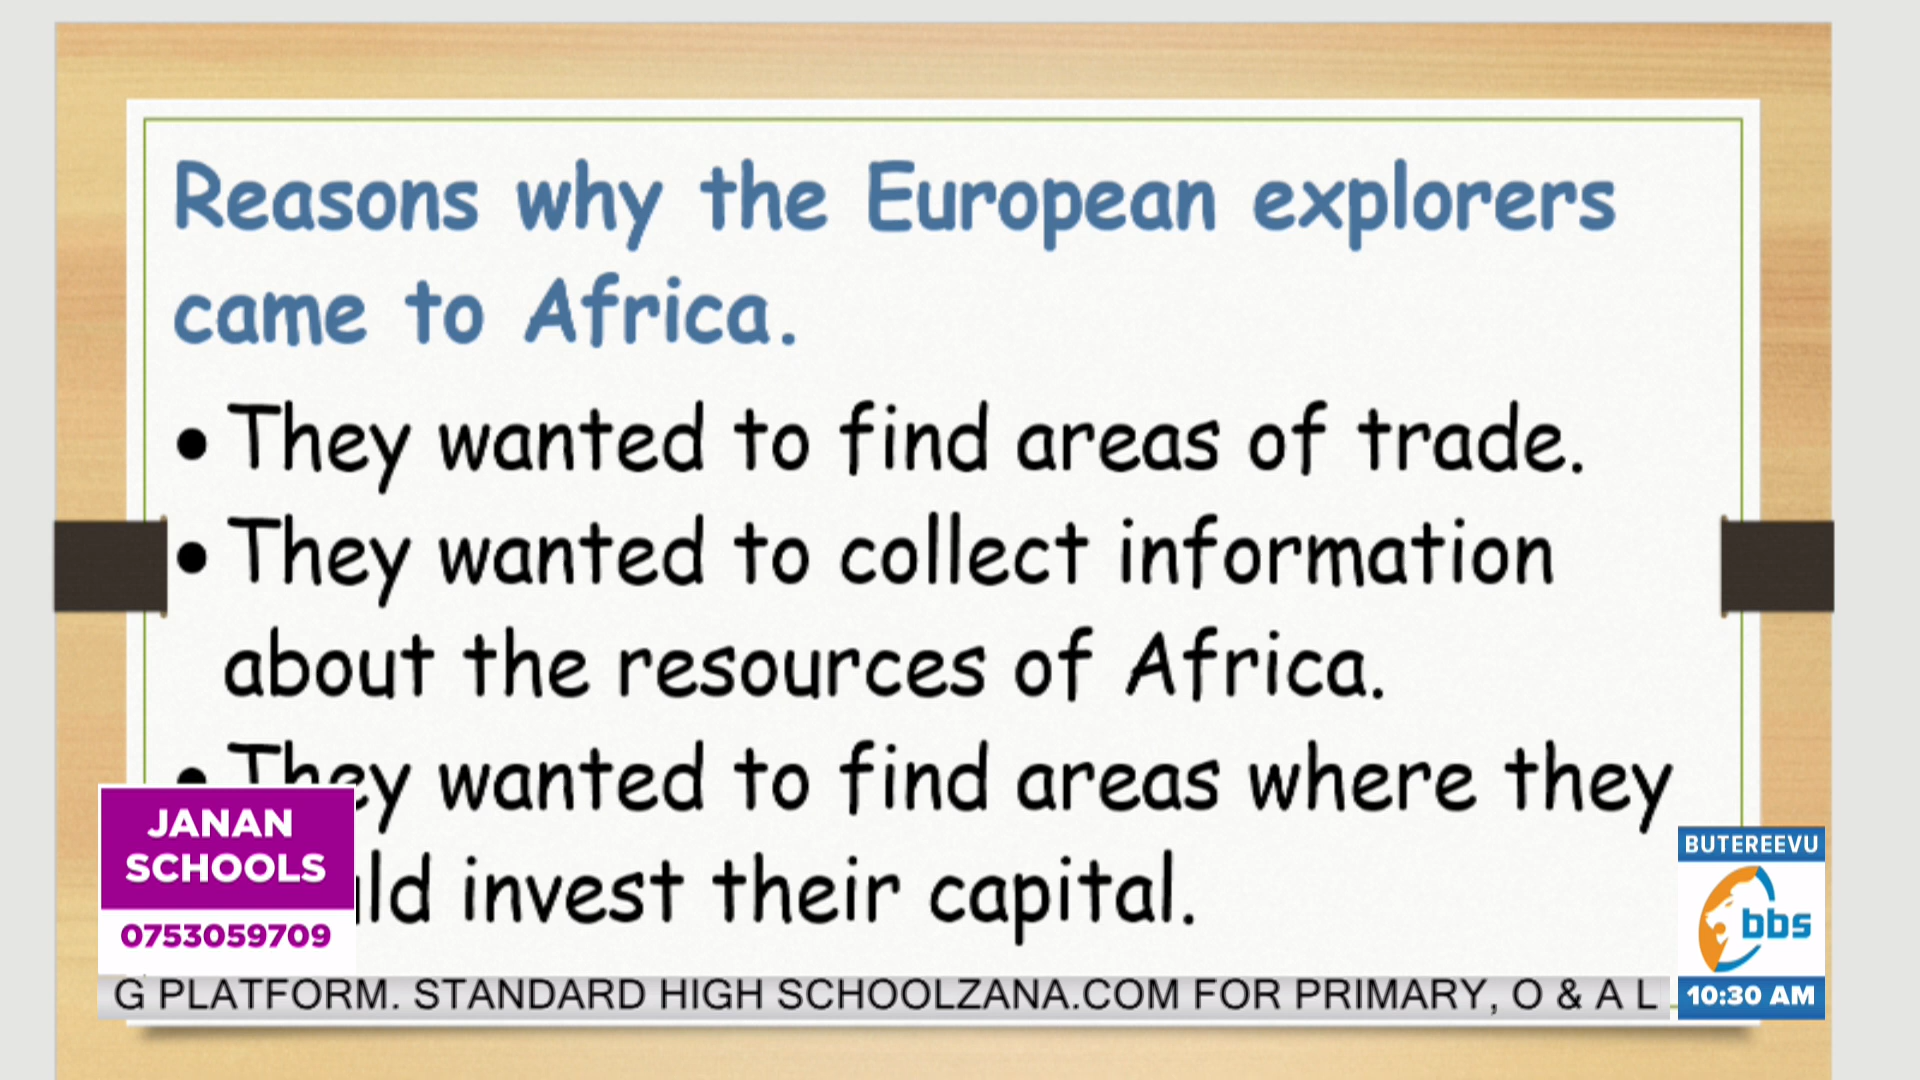 Reasons why the European explorers
came to Africa.
• They wanted to find areas of trade.
• They wanted to collect information
about the resources of Africa.
• They wanted to find areas where they
invest their capital.
JANAN
SCHOOLS
0753059709
BUTEREEVU
bbs
10:30 AM
G PLATFORM. STANDARD HIGH SCHOOLZANA.COM FOR PRIMARY, O & A L